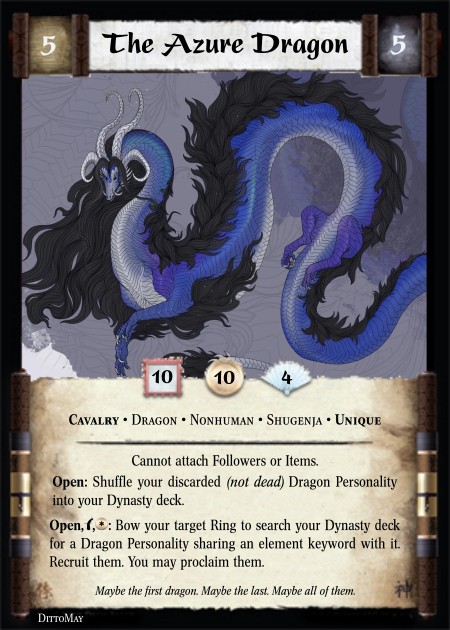 5
The Azure Dragon
5
10
10
4
Cavalry • Dragon • Nonhuman • Shugenja • Unique
Cannot attach Followers or Items.
Open: Shuffle your discarded (not dead) Dragon Personality
into your Dynasty deck.
Open, : Bow your target Ring to search your Dynasty deck
for a Dragon Personality sharing an element keyword with it.
Recruit them. You may proclaim them.
Maybe the first dragon. Maybe the last. Maybe all of them.
神
DittoMay